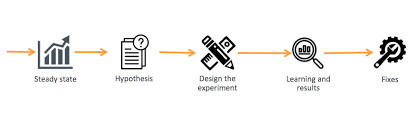 Steady state
Hypothesis
Design the
experiment
Learning and
results
Fixes